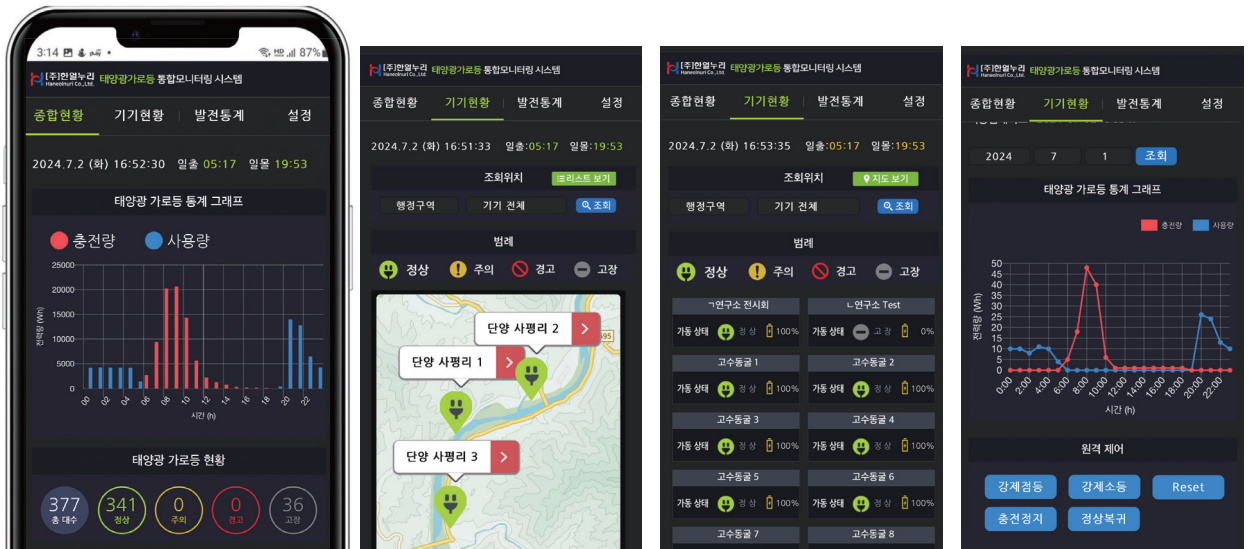 3:14 87%
[주]한얼누리
Haneolnuri Co.,Ltd.
태양광가로등 통합모니터링 시스템
종합현황 기기현황 발전통계 설정
2024.7.2 (화) 16:52:30 일출 05:17 일몰 19:53
태양광 가로등 통계 그래프
충전량 사용량
전력량 (Wh)
25000
20000
15000
10000
5000
0
00 02 04 06 08 10 12 14 16 18 20 22
시간 (h)
태양광 가로등 현황
377 341 0 0 36
총 대수 정상 주의 경고 고장
[주]한얼누리
Haneolnuri Co.,Ltd.
태양광가로등 통합모니터링 시스템
종합현황 기기현황 발전통계 설정
2024.7.2 (화) 16:51:33 일출:05:17 일몰:19:53
조회위치 리스트 보기
행정구역 기기 전체 조회
범례
정상 주의 경고 고장
단양 사평리 2
595
단양 사평리 1
단양 사평리 3
[주]한얼누리
Haneolnuri Co.,Ltd.
태양광가로등 통합모니터링 시스템
종합현황 기기현황 발전통계 설정
2024.7.2 (화) 16:53:35 일출:05:17 일몰:19:53
조회위치 지도 보기
행정구역 기기 전체 조회
범례
정상 주의 경고 고장
ㄱ연구소 전시회 ㄴ연구소 Test
가동 상태 정상 100% 가동 상태 고장 0%
고수동굴 1 고수동굴 2
가동 상태 정상 100% 가동 상태 정상 100%
고수동굴 3 고수동굴 4
가동 상태 정상 100% 가동 상태 정상 100%
고수동굴 5 고수동굴 6
가동 상태 정상 100% 가동 상태 정상 100%
고수동굴 7 고수동굴 8
[주]한얼누리
Haneolnuri Co.,Ltd.
태양광가로등 통합모니터링 시스템
종합현황 기기현황 발전통계 설정
2024 7 1 조회
태양광 가로등 통계 그래프
충전량 사용량
전력량 (Wh)
50
45
40
35
30
25
20
15
10
5
0
0:00 2:00 4:00 6:00 8:00 10:00 12:00 14:00 16:00 18:00 20:00 22:00
시간 (h)
원격 제어
강제점등 강제소등 Reset
충전정지 정상복귀